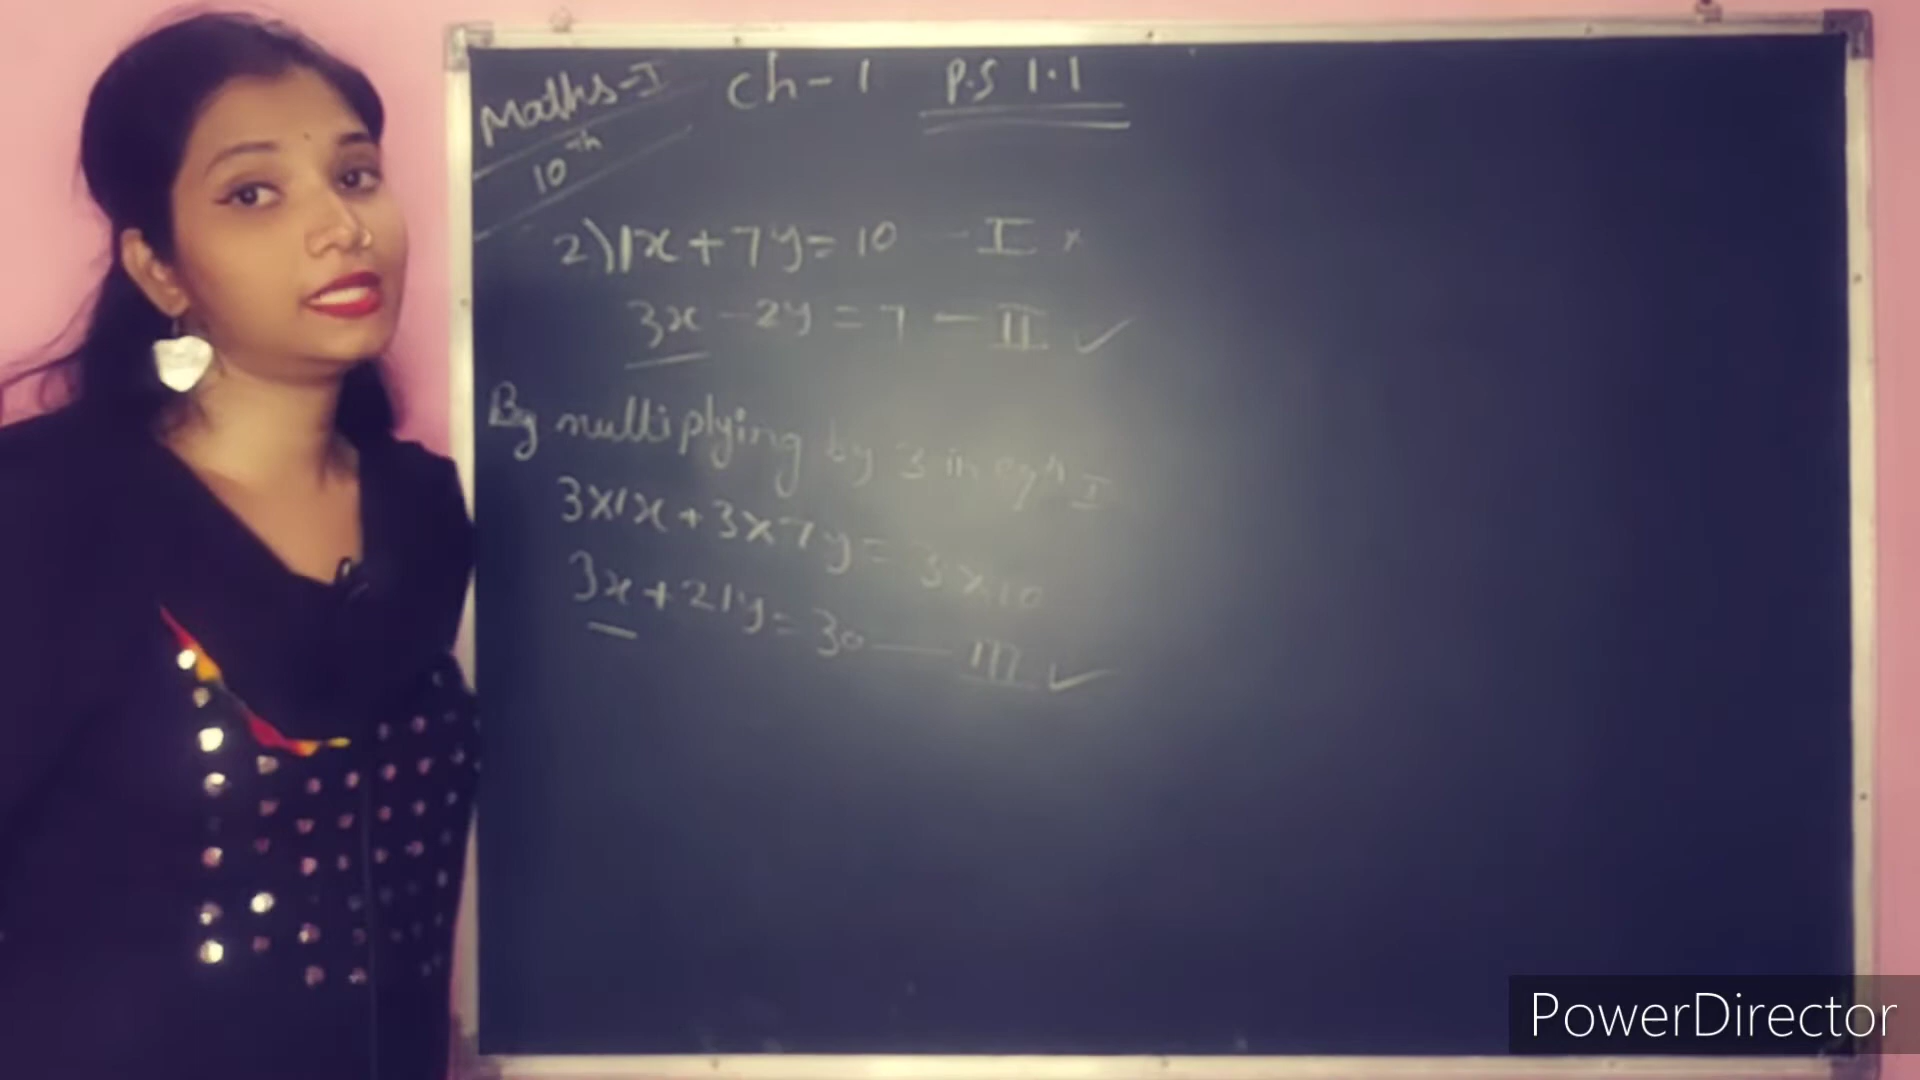 Maths-I ch-1 P.S 1.1
10th
2) 1x + 7y = 10 - I ×
3x - 2y = 7 - II ✓
By multiplying by 3 in eqn I
3×1x + 3×7y = 3×10
3x + 21y = 30 — III ✓
PowerDirector